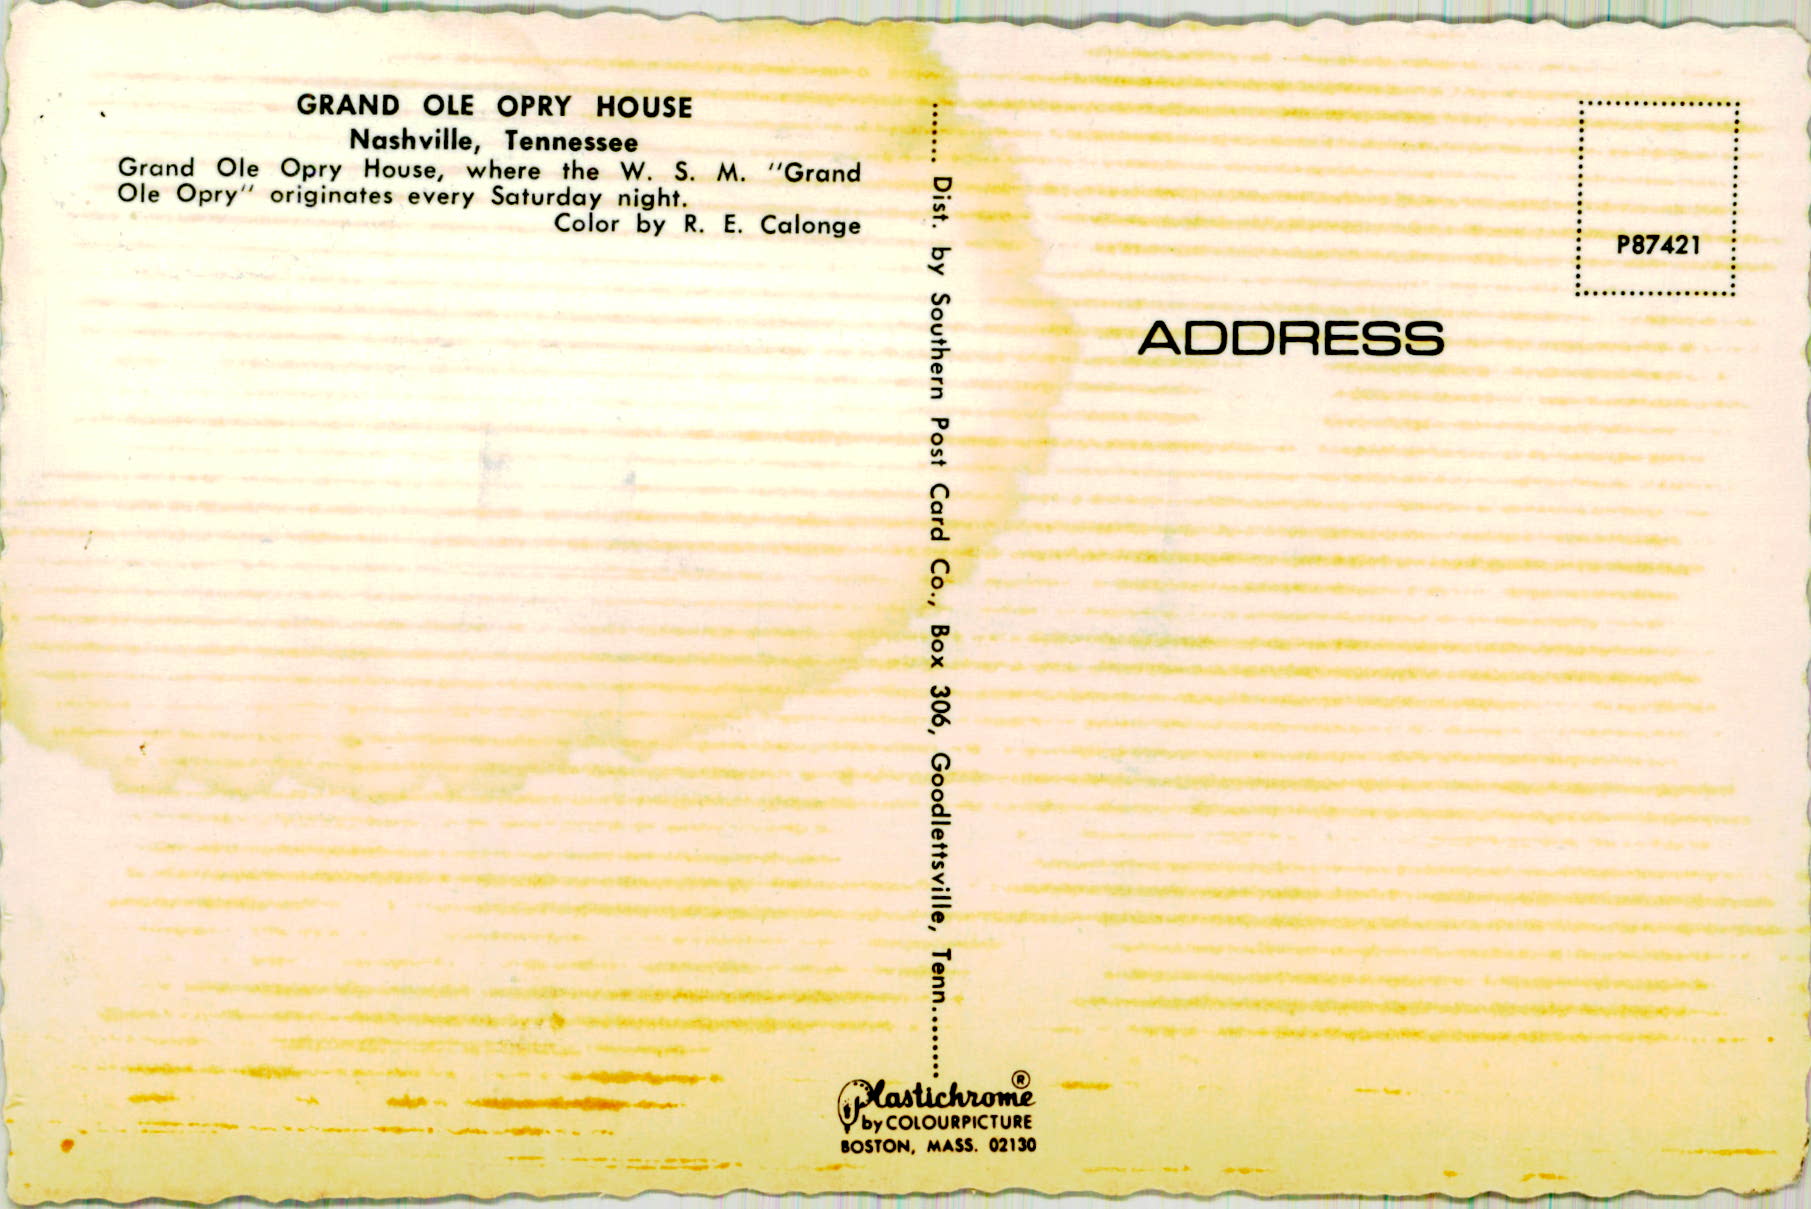 GRAND OLE OPRY HOUSE
Nashville, Tennessee
Grand Ole Opry House, where the W. S. M. "Grand
Ole Opry" originates every Saturday night.
Color by R. E. Calonge
Dist. by Southern Post Card Co., Box 306, Goodlettsville, Tenn.
P87421
ADDRESS
Plastichrome ®
by COLOURPICTURE
BOSTON, MASS. 02130